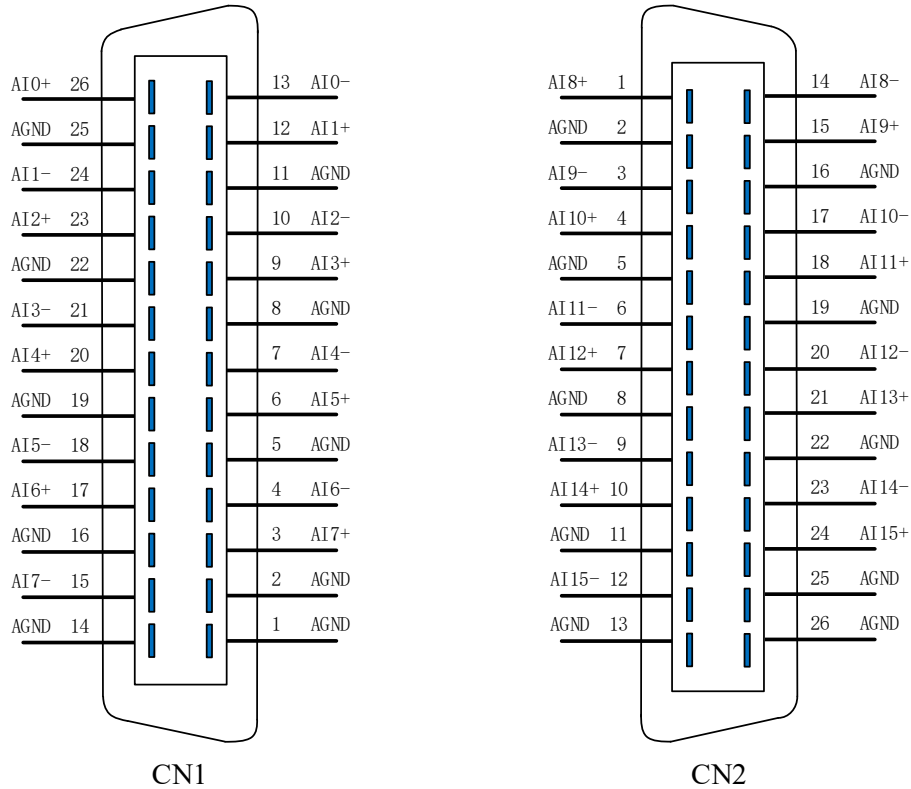 AI0+ 26 13 AI0- AI8+ 1 14 AI8-
AGND 25 12 AI1+ AGND 2 15 AI9+
AI1- 24 11 AGND AI9- 3 16 AGND
AI2+ 23 10 AI2- AI10+ 4 17 AI10-
AGND 22 9 AI3+ AGND 5 18 AI11+
AI3- 21 8 AGND AI11- 6 19 AGND
AI4+ 20 7 AI4- AI12+ 7 20 AI12-
AGND 19 6 AI5+ AGND 8 21 AI13+
AI5- 18 5 AGND AI13- 9 22 AGND
AI6+ 17 4 AI6- AI14+ 10 23 AI14-
AGND 16 3 AI7+ AGND 11 24 AI15+
AI7- 15 2 AGND AI15- 12 25 AGND
AGND 14 1 AGND AGND 13 26 AGND
CN1 CN2